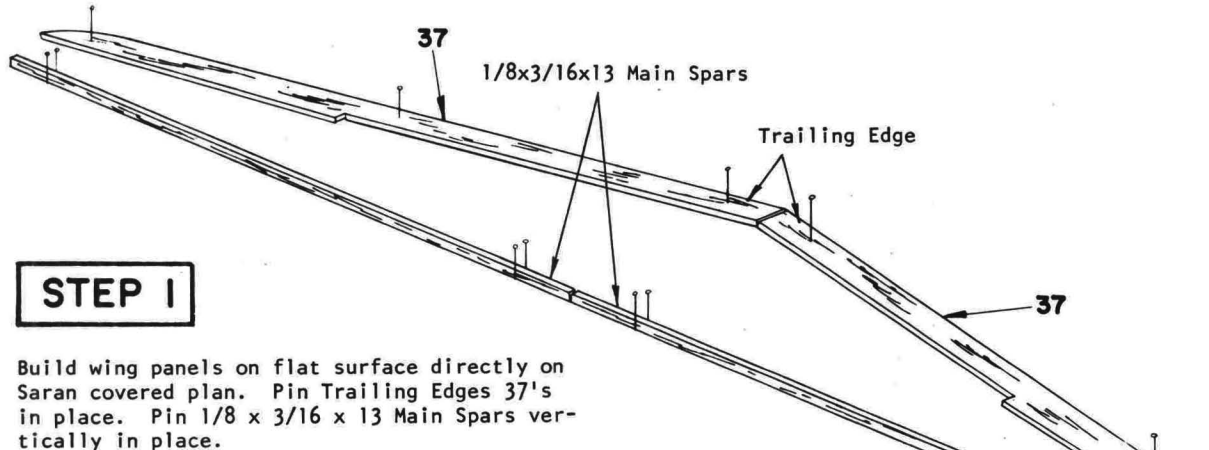 37
1/8x3/16x13 Main Spars
Trailing Edge
STEP 1
37
Build wing panels on flat surface directly on
Saran covered plan. Pin Trailing Edges 37's
in place. Pin 1/8 x 3/16 x 13 Main Spars ver-
tically in place.